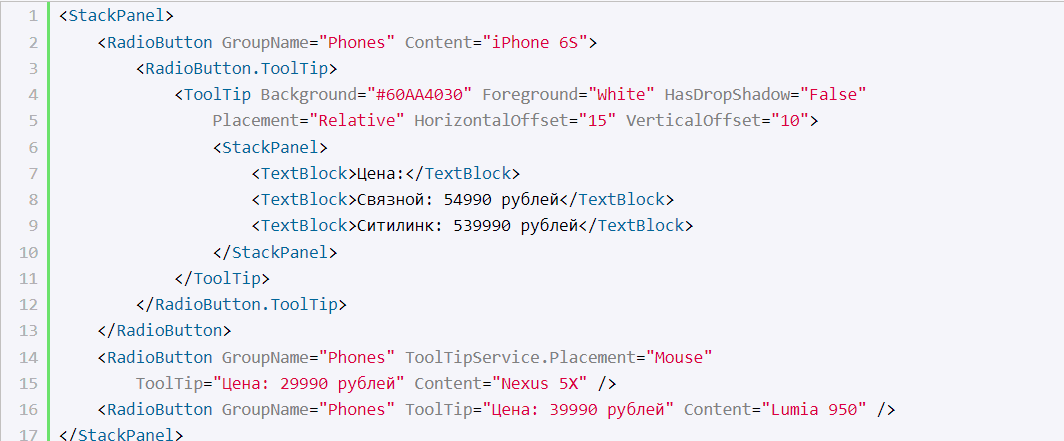 1 <StackPanel>
2     <RadioButton GroupName="Phones" Content="iPhone 6S">
3         <RadioButton.ToolTip>
4             <ToolTip Background="#60AA4030" Foreground="White" HasDropShadow="False"
5                 Placement="Relative" HorizontalOffset="15" VerticalOffset="10">
6                 <StackPanel>
7                     <TextBlock>Цена:</TextBlock>
8                     <TextBlock>Связной: 54990 рублей</TextBlock>
9                     <TextBlock>Ситилинк: 539990 рублей</TextBlock>
10                 </StackPanel>
11             </ToolTip>
12         </RadioButton.ToolTip>
13     </RadioButton>
14     <RadioButton GroupName="Phones" ToolTipService.Placement="Mouse"
15         ToolTip="Цена: 29990 рублей" Content="Nexus 5X" />
16     <RadioButton GroupName="Phones" ToolTip="Цена: 39990 рублей" Content="Lumia 950" />
17 </StackPanel>